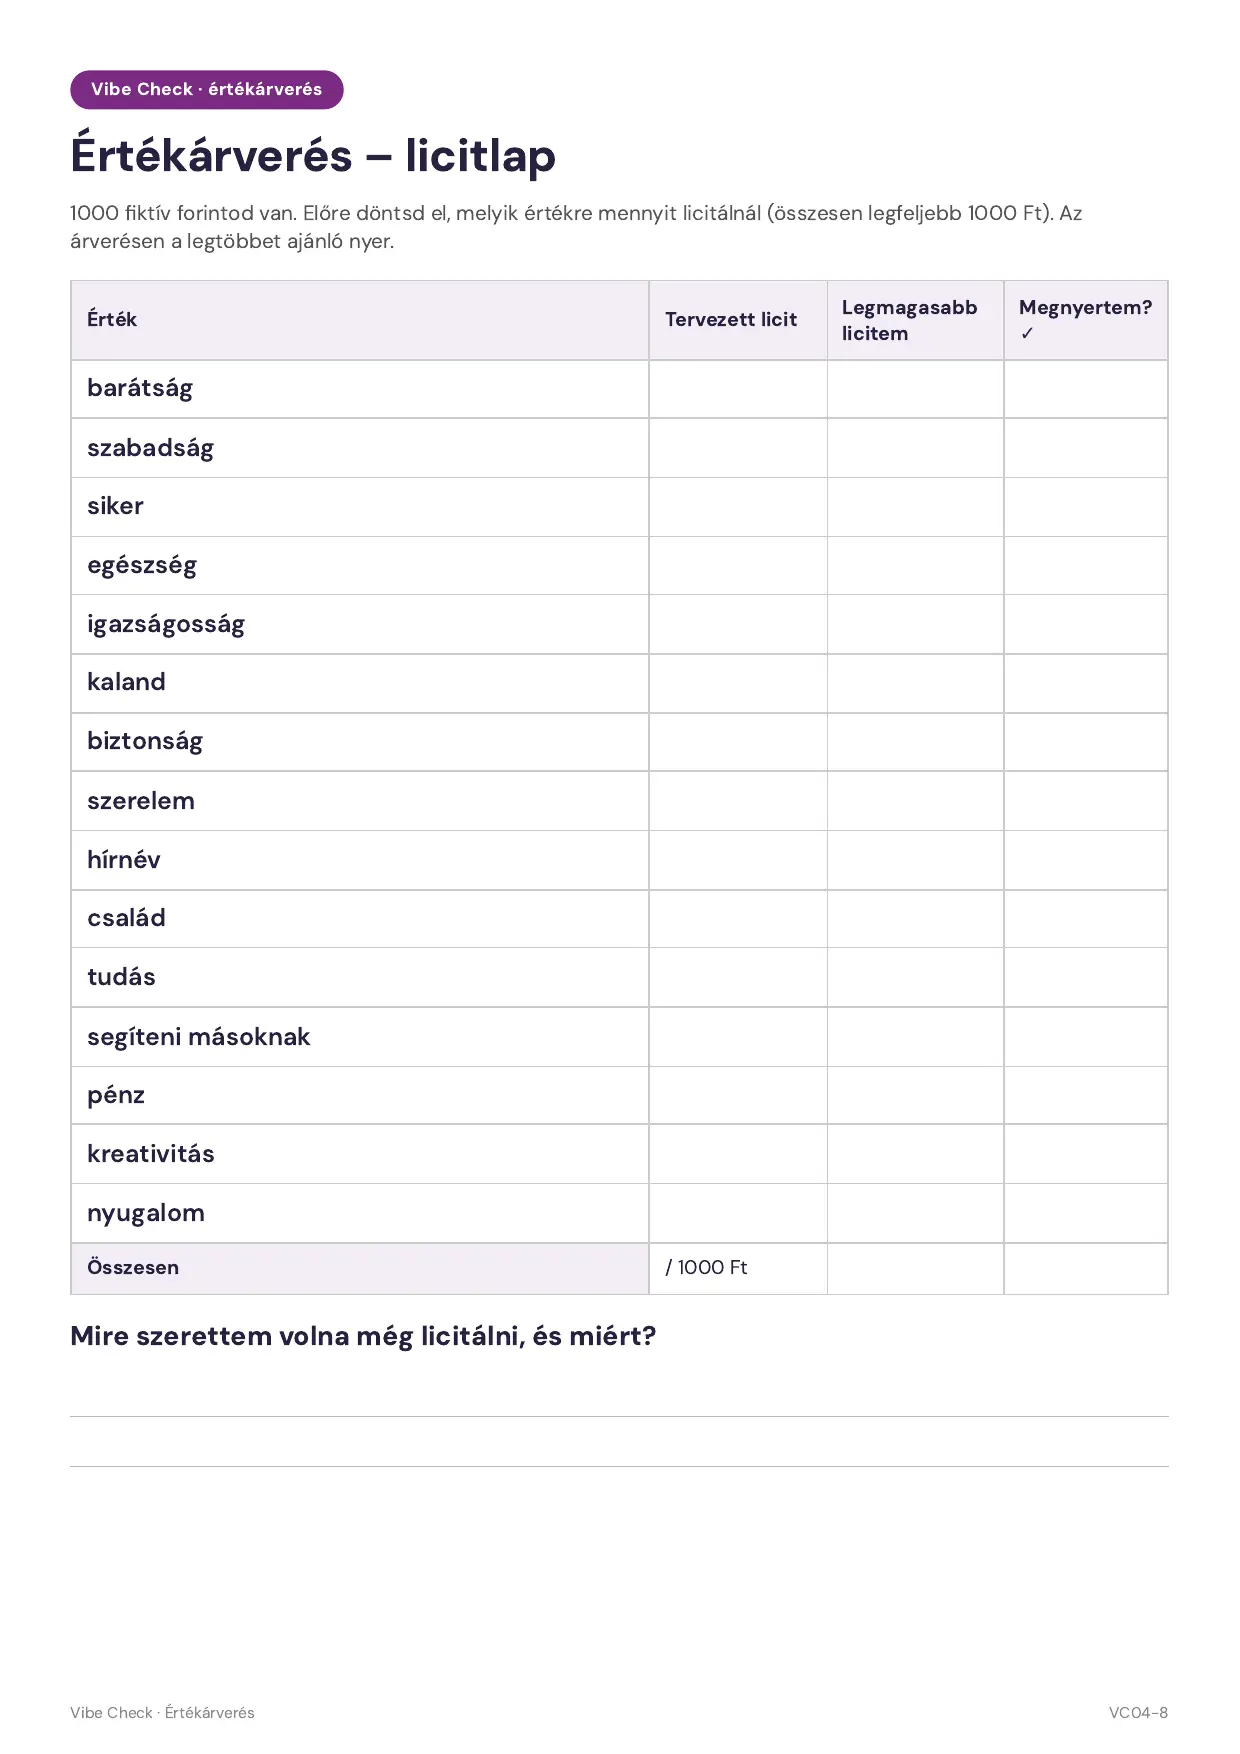 Vibe Check · értékárverés
Értékárverés – licitlap
1000 fiktív forintod van. Előre döntsd el, melyik értékre mennyit licitálnál (összesen legfeljebb 1000 Ft). Az
árverésen a legtöbbet ajánló nyer.
Érték Tervezett licit Legmagasabb licitem Megnyertem? ✓
barátság
szabadság
siker
egészség
igazságosság
kaland
biztonság
szerelem
hírnév
család
tudás
segíteni másoknak
pénz
kreativitás
nyugalom
Összesen / 1000 Ft
Mire szerettem volna még licitálni, és miért?
Vibe Check · Értékárverés VC04-8